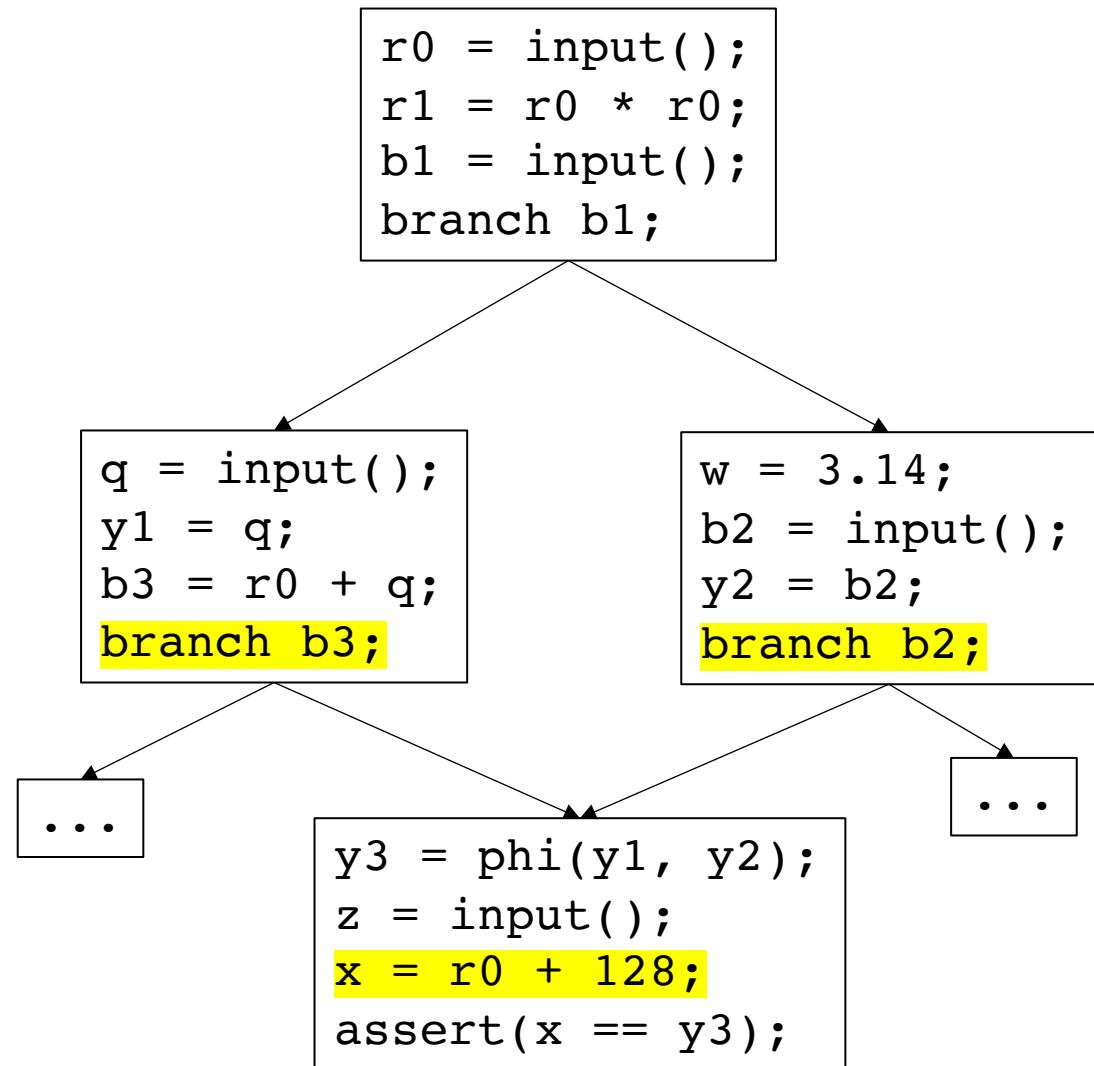 r0 = input();
r1 = r0 * r0;
b1 = input();
branch b1;
q = input();
y1 = q;
b3 = r0 + q;
branch b3;
w = 3.14;
b2 = input();
y2 = b2;
branch b2;
...
...
y3 = phi(y1, y2);
z = input();
x = r0 + 128;
assert(x == y3);